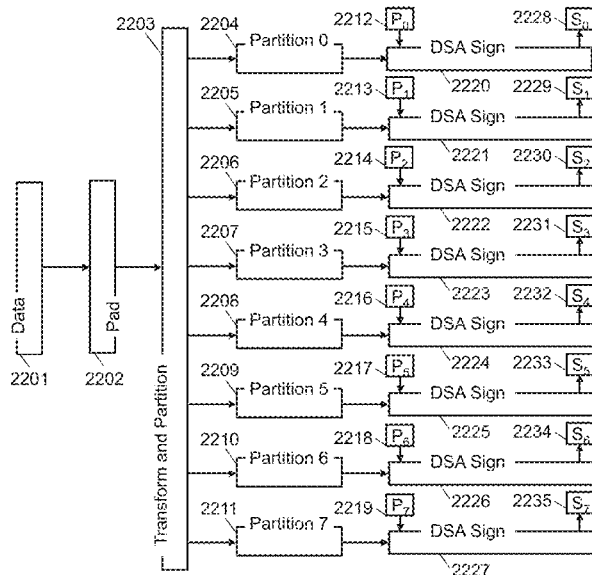 2203 2204 Partition 0 2212 P₀ DSA Sign 2228 S₀
2220
2205 Partition 1 2213 P₁ DSA Sign 2229 S₁
2221
2206 Partition 2 2214 P₂ DSA Sign 2230 S₂
2222
2207 Partition 3 2215 P₃ DSA Sign 2231 S₃
2223
2208 Partition 4 2216 P₄ DSA Sign 2232 S₄
2224
2209 Partition 5 2217 P₅ DSA Sign 2233 S₅
2225
2210 Partition 6 2218 P₆ DSA Sign 2234 S₆
2226
2211 Partition 7 2219 P₇ DSA Sign 2235 S₇
2227
Data
2201
Pad
2202
Transform and Partition